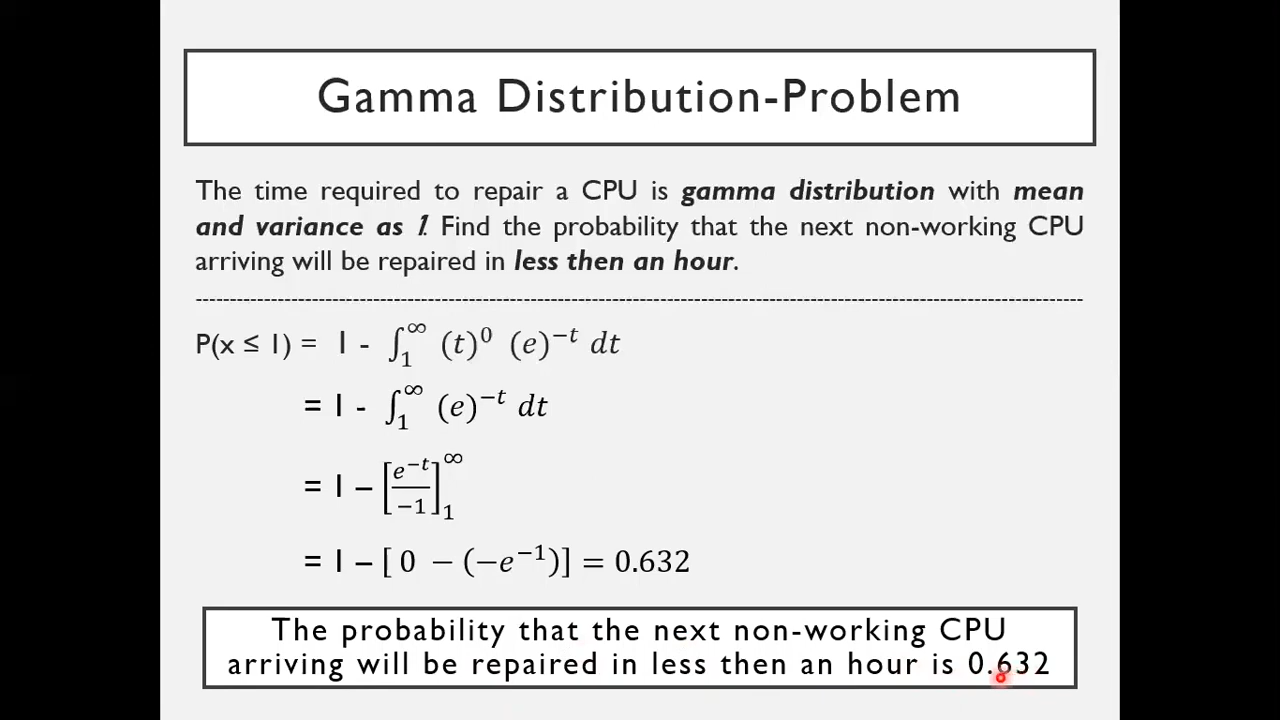 Gamma Distribution-Problem
The time required to repair a CPU is gamma distribution with mean
and variance as 1. Find the probability that the next non-working CPU
arriving will be repaired in less then an hour.
--------------------------------------------------------------------------------
P(x ≤ 1) = 1 - ∫₁^∞ (t)⁰ (e)⁻ᵗ dt
= 1 - ∫₁^∞ (e)⁻ᵗ dt
= 1 – [e⁻ᵗ/−1]₁^∞
= 1 – [ 0 − (−e⁻¹)] = 0.632
The probability that the next non-working CPU
arriving will be repaired in less then an hour is 0.632